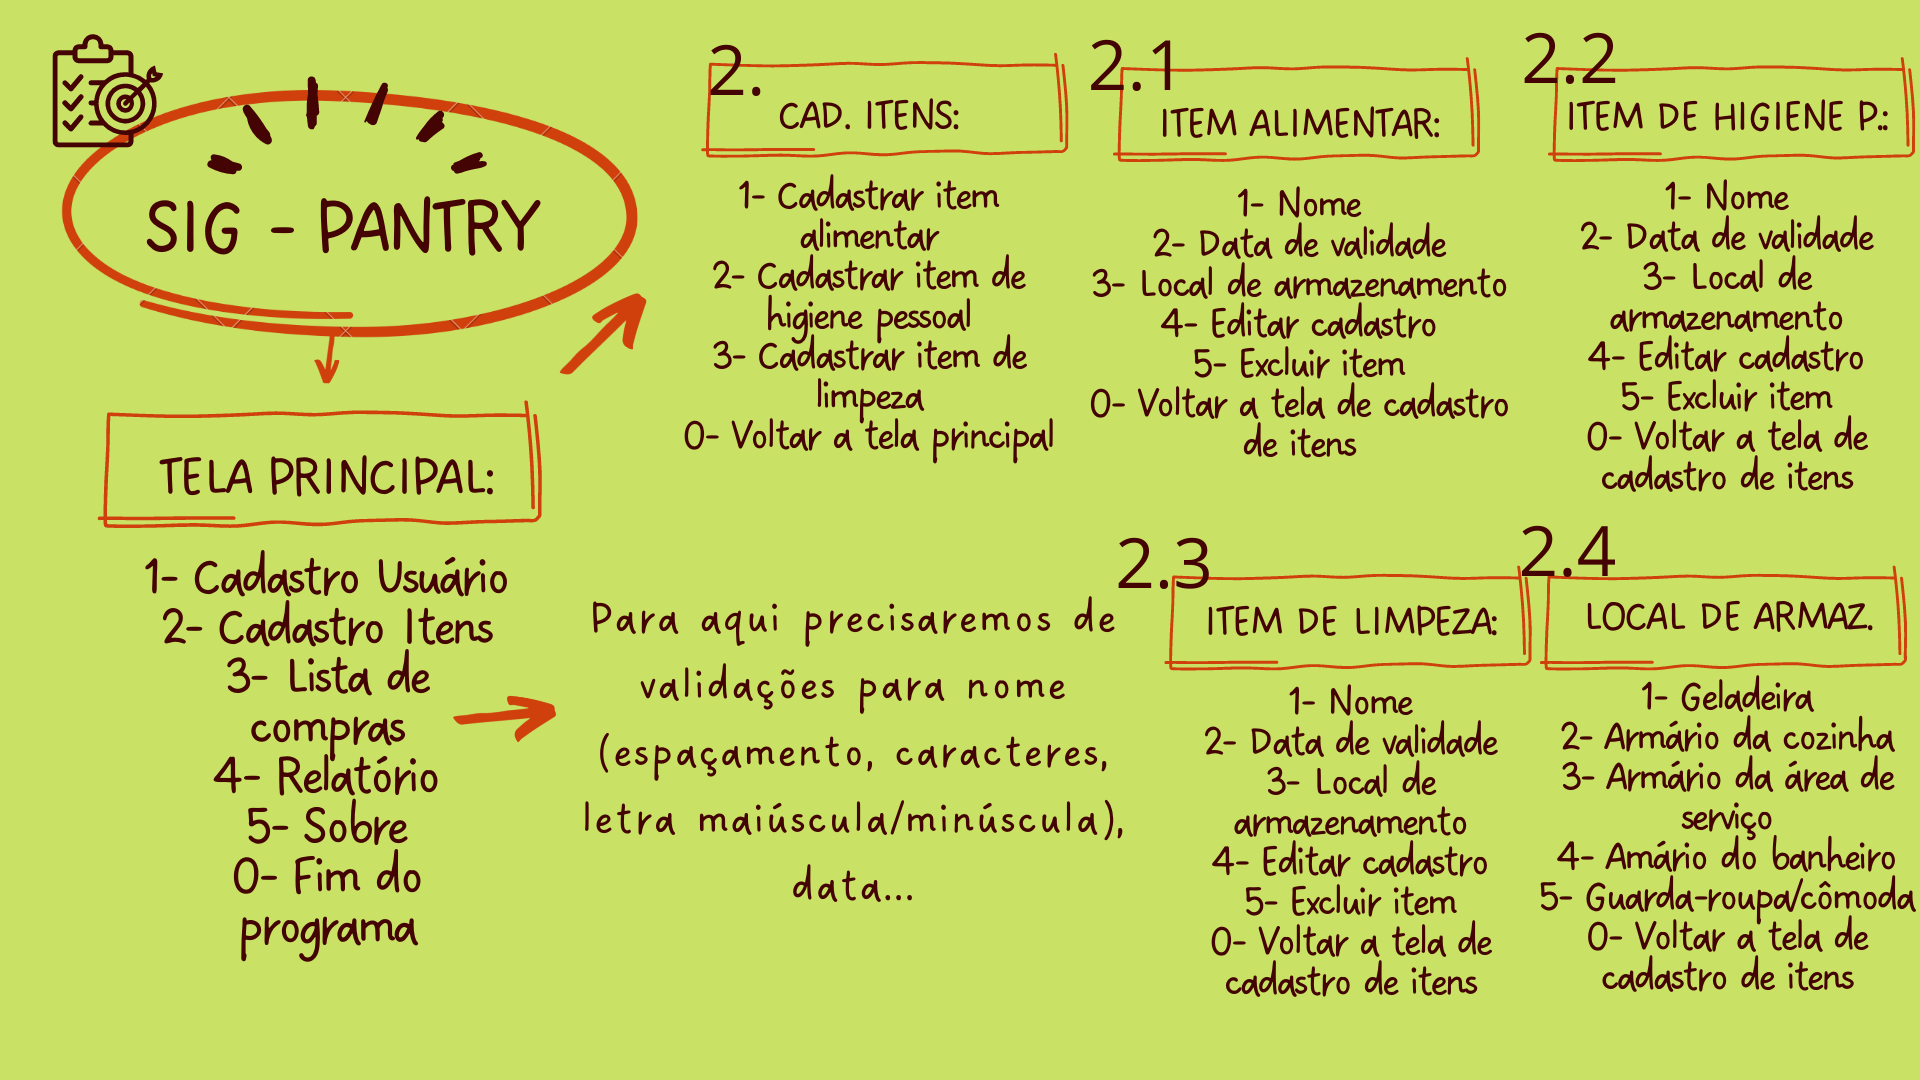 SIG - PANTRY
TELA PRINCIPAL:
1- Cadastro Usuário
2- Cadastro Itens
3- Lista de
compras
4- Relatório
5- Sobre
0- Fim do
programa
2.
CAD. ITENS:
1- Cadastrar item
alimentar
2- Cadastrar item de
higiene pessoal
3- Cadastrar item de
limpeza
0- Voltar a tela principal
2.1
ITEM ALIMENTAR:
1- Nome
2- Data de validade
3- Local de armazenamento
4- Editar cadastro
5- Excluir item
0- Voltar a tela de cadastro
de itens
2.2
ITEM DE HIGIENE P.:
1- Nome
2- Data de validade
3- Local de
armazenamento
4- Editar cadastro
5- Excluir item
0- Voltar a tela de
cadastro de itens
Para aqui precisaremos de
validações para nome
(espaçamento, caracteres,
letra maiúscula/minúscula),
data...
2.3
ITEM DE LIMPEZA:
1- Nome
2- Data de validade
3- Local de
armazenamento
4- Editar cadastro
5- Excluir item
0- Voltar a tela de
cadastro de itens
2.4
LOCAL DE ARMAZ.
1- Geladeira
2- Armário da cozinha
3- Armário da área de
serviço
4- Amário do banheiro
5- Guarda-roupa/cômoda
0- Voltar a tela de
cadastro de itens